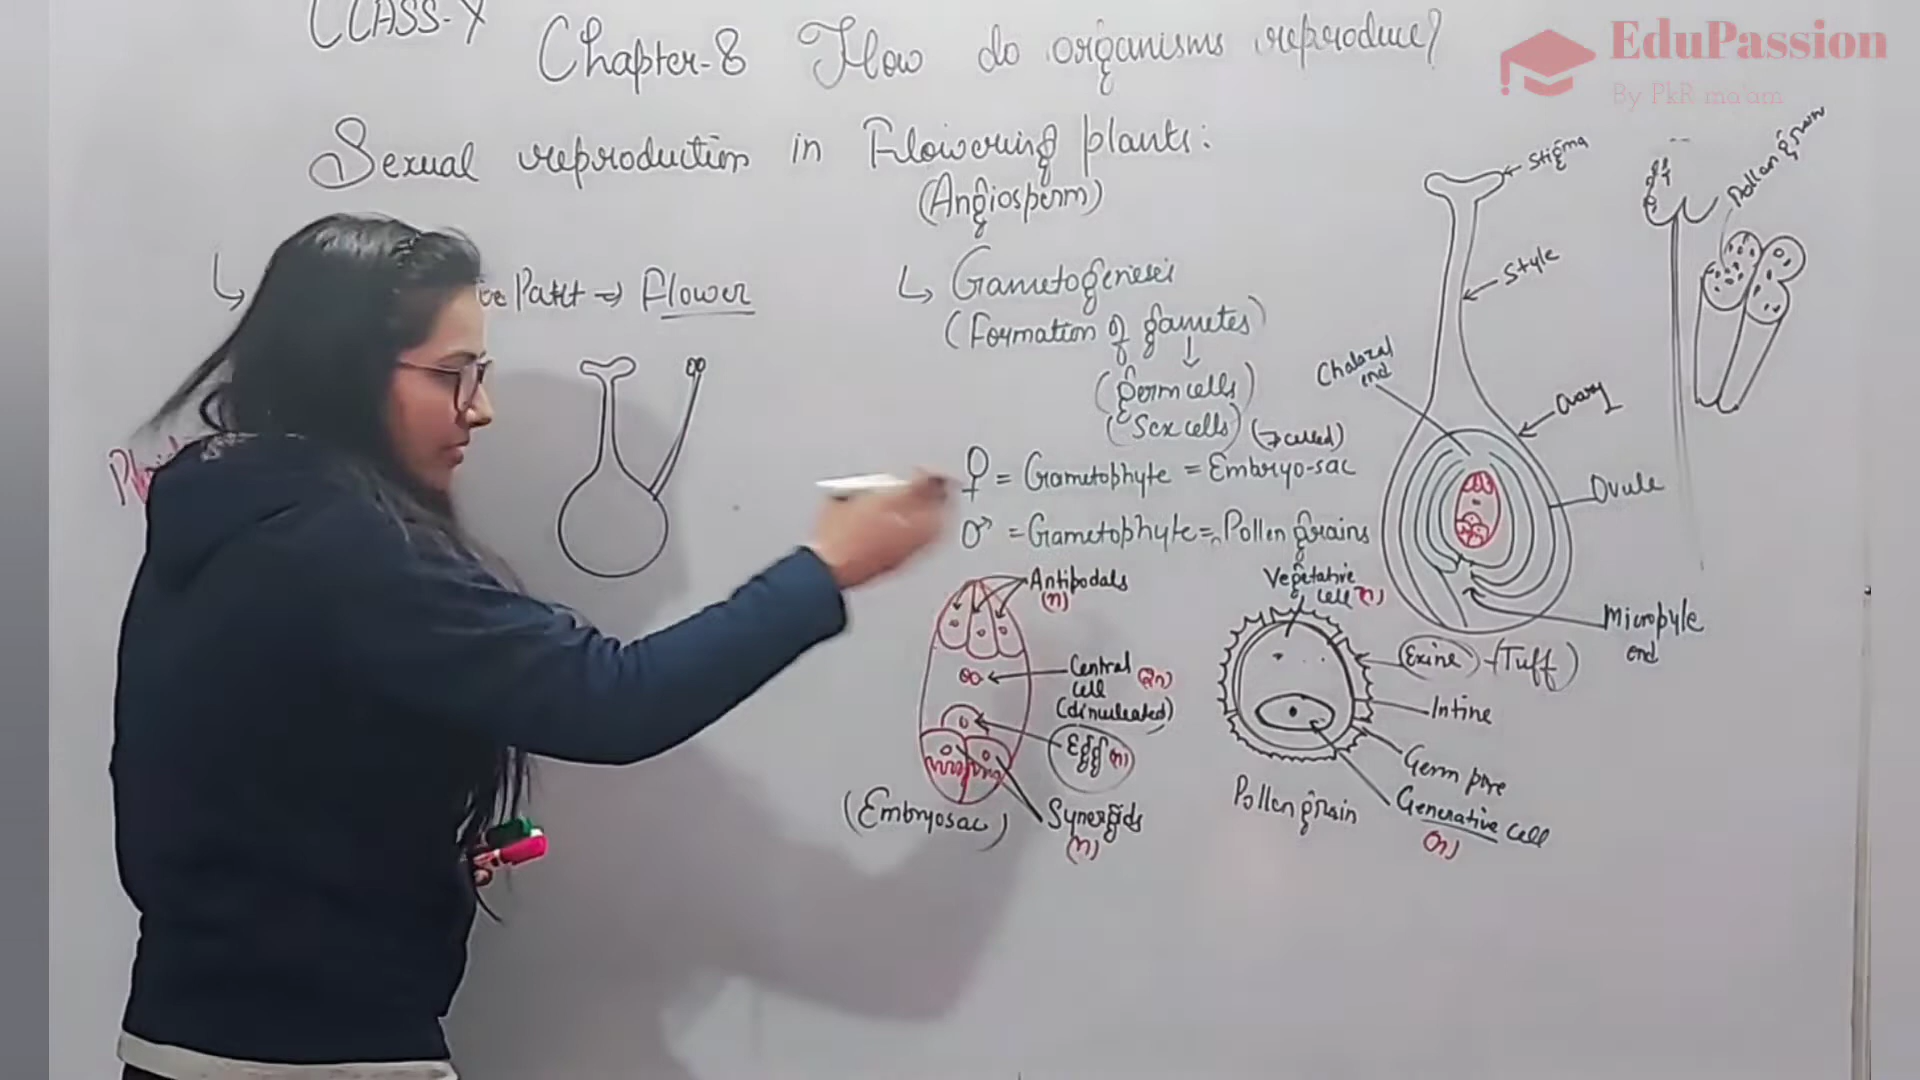 CLASS-X
EduPassion
By PkR ma'am
Chapter-8 How do organisms reproduce?
Sexual reproduction in Flowering plants:
(Angiosperm)
Part => Flower
Gametogenesis
(Formation of gametes)
(Germ cells)
(Sex cells)
♀ = Gametophyte = Embryo-sac
♂ = Gametophyte = Pollen Grains
Antipodals
(n)
Central
cell (2n)
(dinucleated)
Egg (n)
Synergids
(n)
(Embryosac)
Vegetative
cell (n)
(Exine)-(Tuff)
Intine
Germ pore
Generative cell
(n)
Pollen grain
Stigma
Style
Chalazal
end
Ovary
Ovule
Micropyle
end
Pollen grain